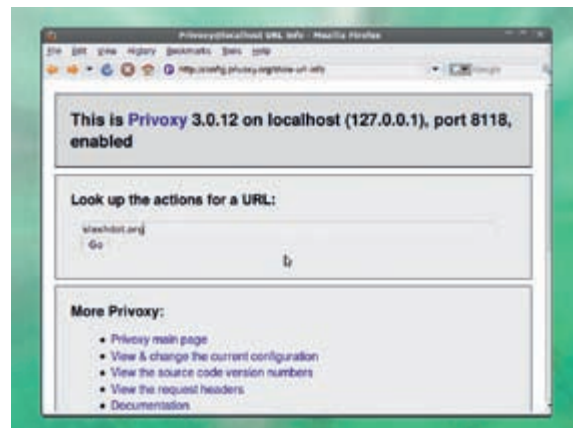 Privoxy@localhost URL Info - Mozilla Firefox
File Edit View History Bookmarks Tools Help
http://config.privoxy.org/show-url-info
Google
This is Privoxy 3.0.12 on localhost (127.0.0.1), port 8118,
enabled
Look up the actions for a URL:
slashdot.org
Go
More Privoxy:
• Privoxy main page
• View & change the current configuration
• View the source code version numbers
• View the request headers
• Documentation